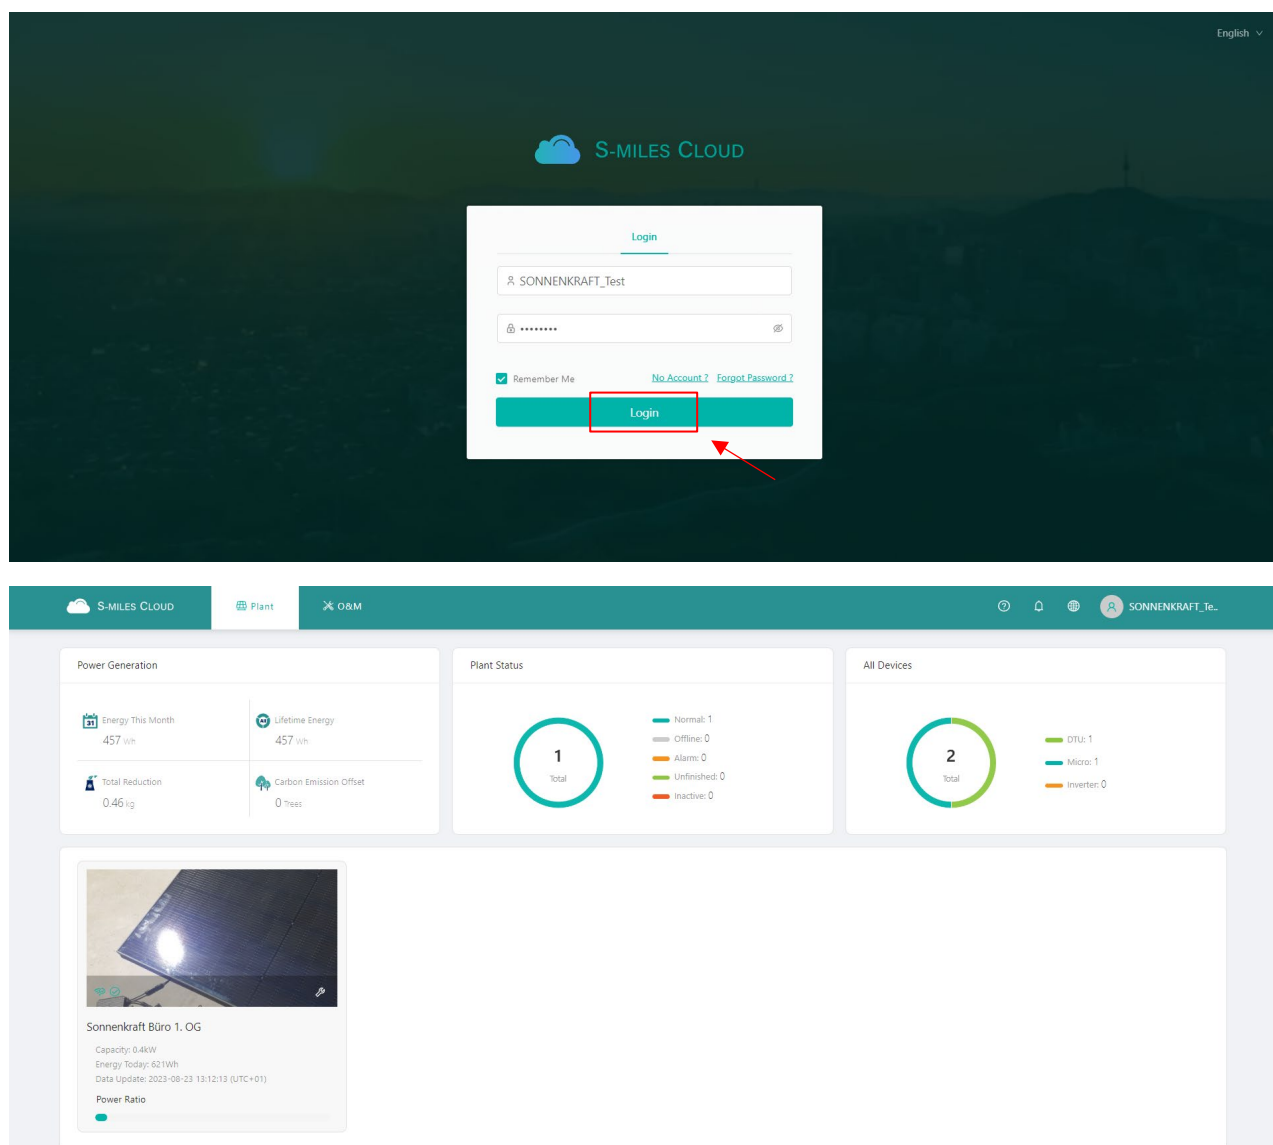 English
S-MILES CLOUD
Login
SONNENKRAFT_Test
••••••••
Remember Me
No Account ?
Forgot Password ?
Login
S-MILES CLOUD
Plant
O&M
SONNENKRAFT_Te...
Power Generation
31
Energy This Month
457 Wh
All
Lifetime Energy
457 Wh
Total Reduction
0.46 kg
Carbon Emission Offset
0 Trees
Plant Status
1
Total
Normal: 1
Offline: 0
Alarm: 0
Unfinished: 0
Inactive: 0
All Devices
2
Total
DTU: 1
Micro: 1
Inverter: 0
Sonnenkraft Büro 1. OG
Capacity: 0.4kW
Energy Today: 621Wh
Data Update: 2023-08-23 13:12:13 (UTC+01)
Power Ratio